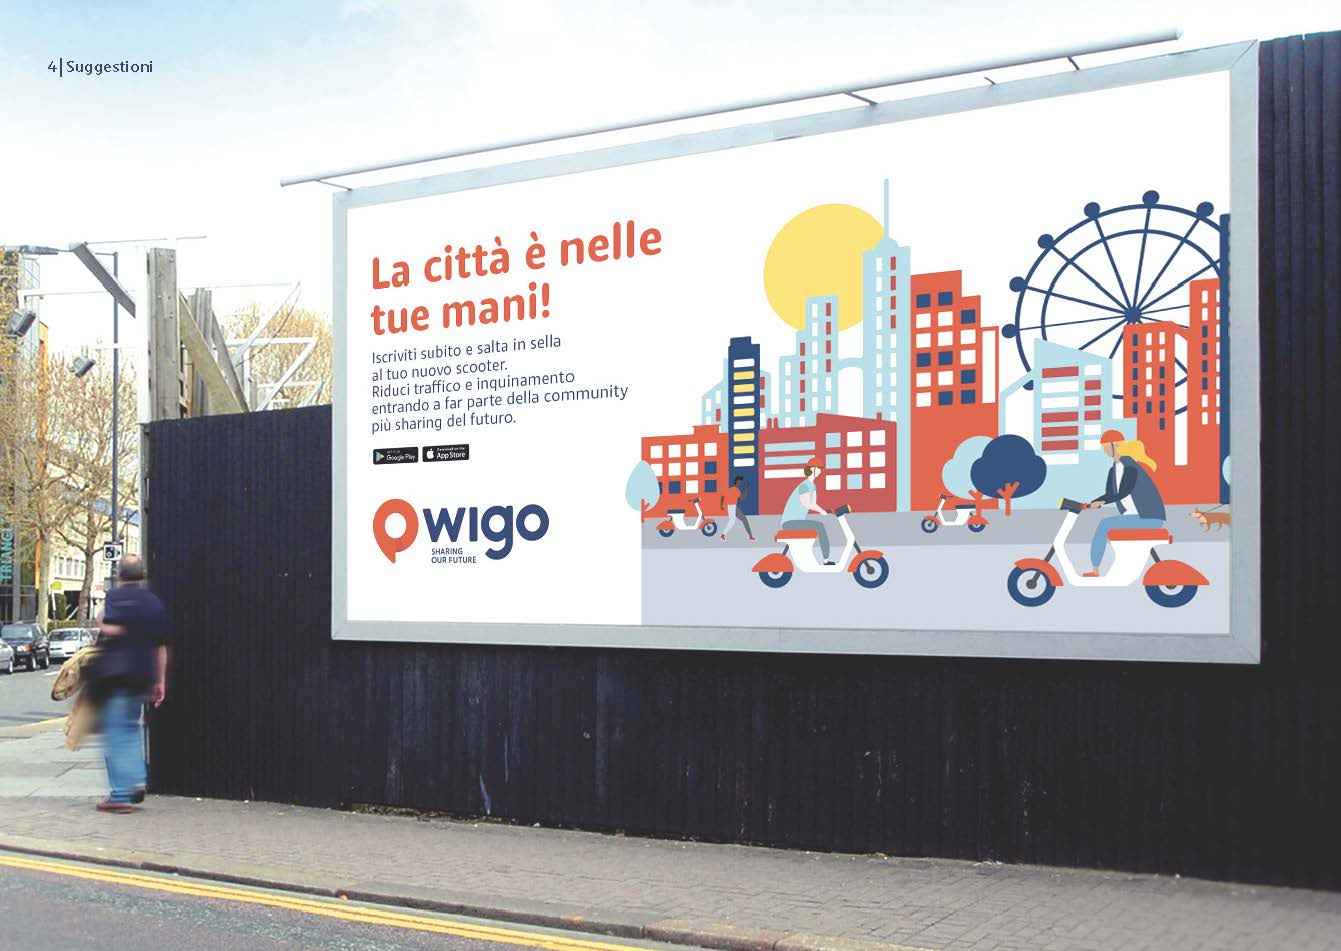 4|Suggestioni
La città è nelle
tue mani!
Iscriviti subito e salta in sella
al tuo nuovo scooter.
Riduci traffico e inquinamento
entrando a far parte della community
più sharing del futuro.
Google Play
App Store
wigo
SHARING
OUR FUTURE